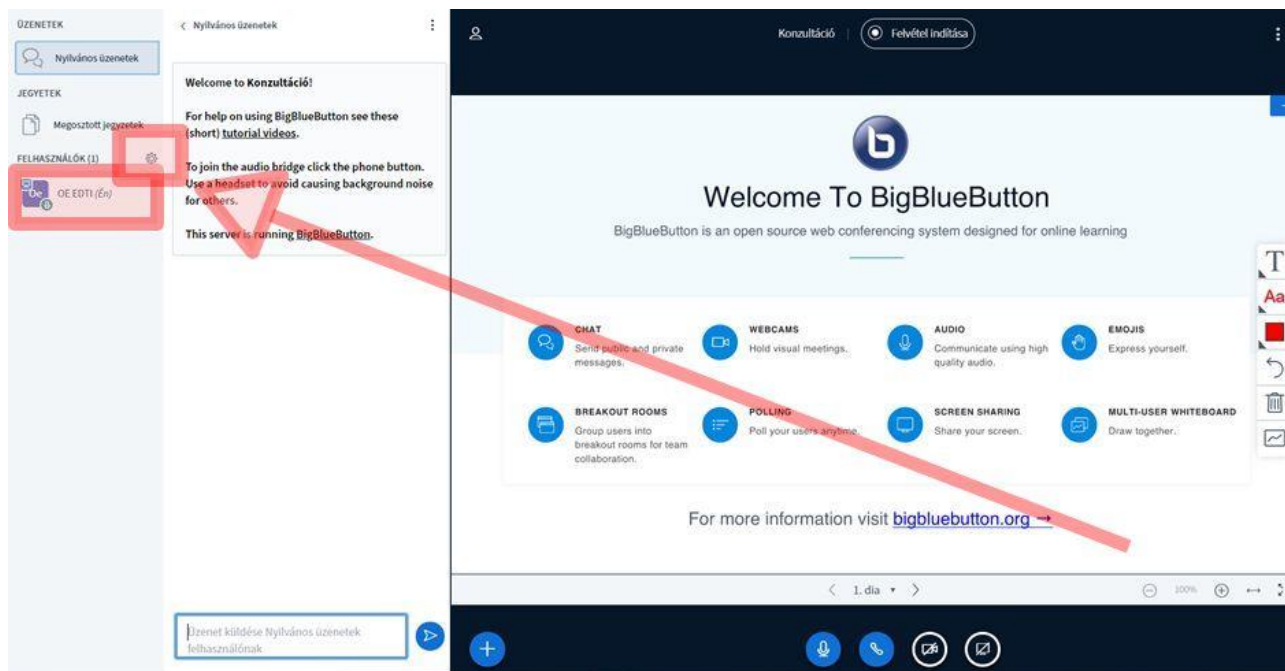 ÜZENETEK
Nyilvános üzenetek
JEGYETEK
Megosztott jegyzetek
FELHASZNÁLÓK (1)
Oe
OE EDTI (Én)
Nyilvános üzenetek
Welcome to Konzultáció!
For help on using BigBlueButton see these
(short) tutorial videos.
To join the audio bridge click the phone button.
Use a headset to avoid causing background noise
for others.
This server is running BigBlueButton.
Üzenet küldése Nyilvános üzenetek
felhasználónak
Konzultáció
Felvétel indítása
b
Welcome To BigBlueButton
BigBlueButton is an open source web conferencing system designed for online learning
CHAT
Send public and private
messages.
WEBCAMS
Hold visual meetings.
AUDIO
Communicate using high
quality audio.
EMOJIS
Express yourself.
BREAKOUT ROOMS
Group users into
breakout rooms for team
collaboration.
POLLING
Poll your users anytime.
SCREEN SHARING
Share your screen.
MULTI-USER WHITEBOARD
Draw together.
For more information visit bigbluebutton.org →
T
Aa
1. dia
100%